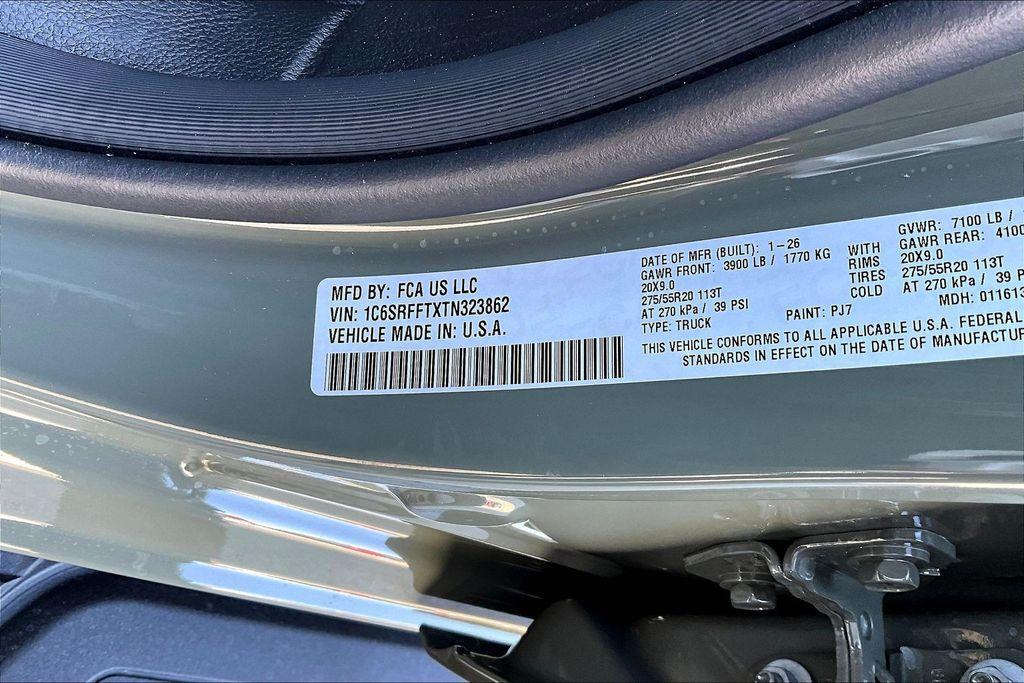 MFD BY: FCA US LLC
VIN: 1C6SRFFTXTN323862
VEHICLE MADE IN: U.S.A.
DATE OF MFR (BUILT): 1-26
GAWR FRONT: 3900 LB / 1770 KG
20X9.0
275/55R20 113T
AT 270 kPa / 39 PSI
TYPE: TRUCK
WITH
RIMS
TIRES
COLD
GVWR: 7100 LB /
GAWR REAR: 4100
20X9.0
275/55R20 113T
AT 270 kPa / 39 P
MDH: 011613
PAINT: PJ7
THIS VEHICLE CONFORMS TO ALL APPLICABLE U.S.A. FEDERAL
STANDARDS IN EFFECT ON THE DATE OF MANUFACTUR